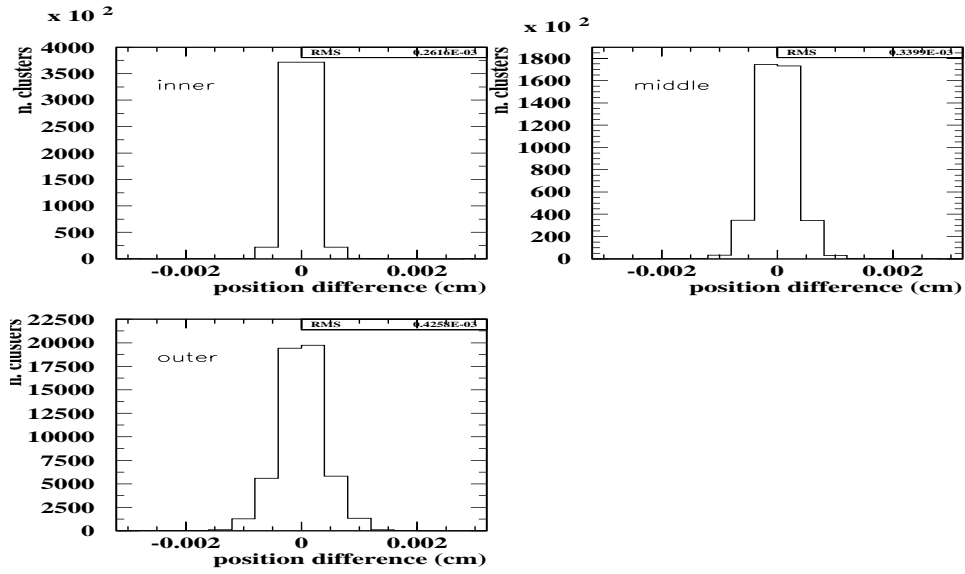 x 10 2
n. clusters
RMS 0.2616E-03
inner
4000
3500
3000
2500
2000
1500
1000
500
0
-0.002 0 0.002
position difference (cm)
x 10 2
n. clusters
RMS 0.3399E-03
middle
1800
1600
1400
1200
1000
800
600
400
200
0
-0.002 0 0.002
position difference (cm)
n. clusters
RMS 0.4258E-03
outer
22500
20000
17500
15000
12500
10000
7500
5000
2500
0
-0.002 0 0.002
position difference (cm)